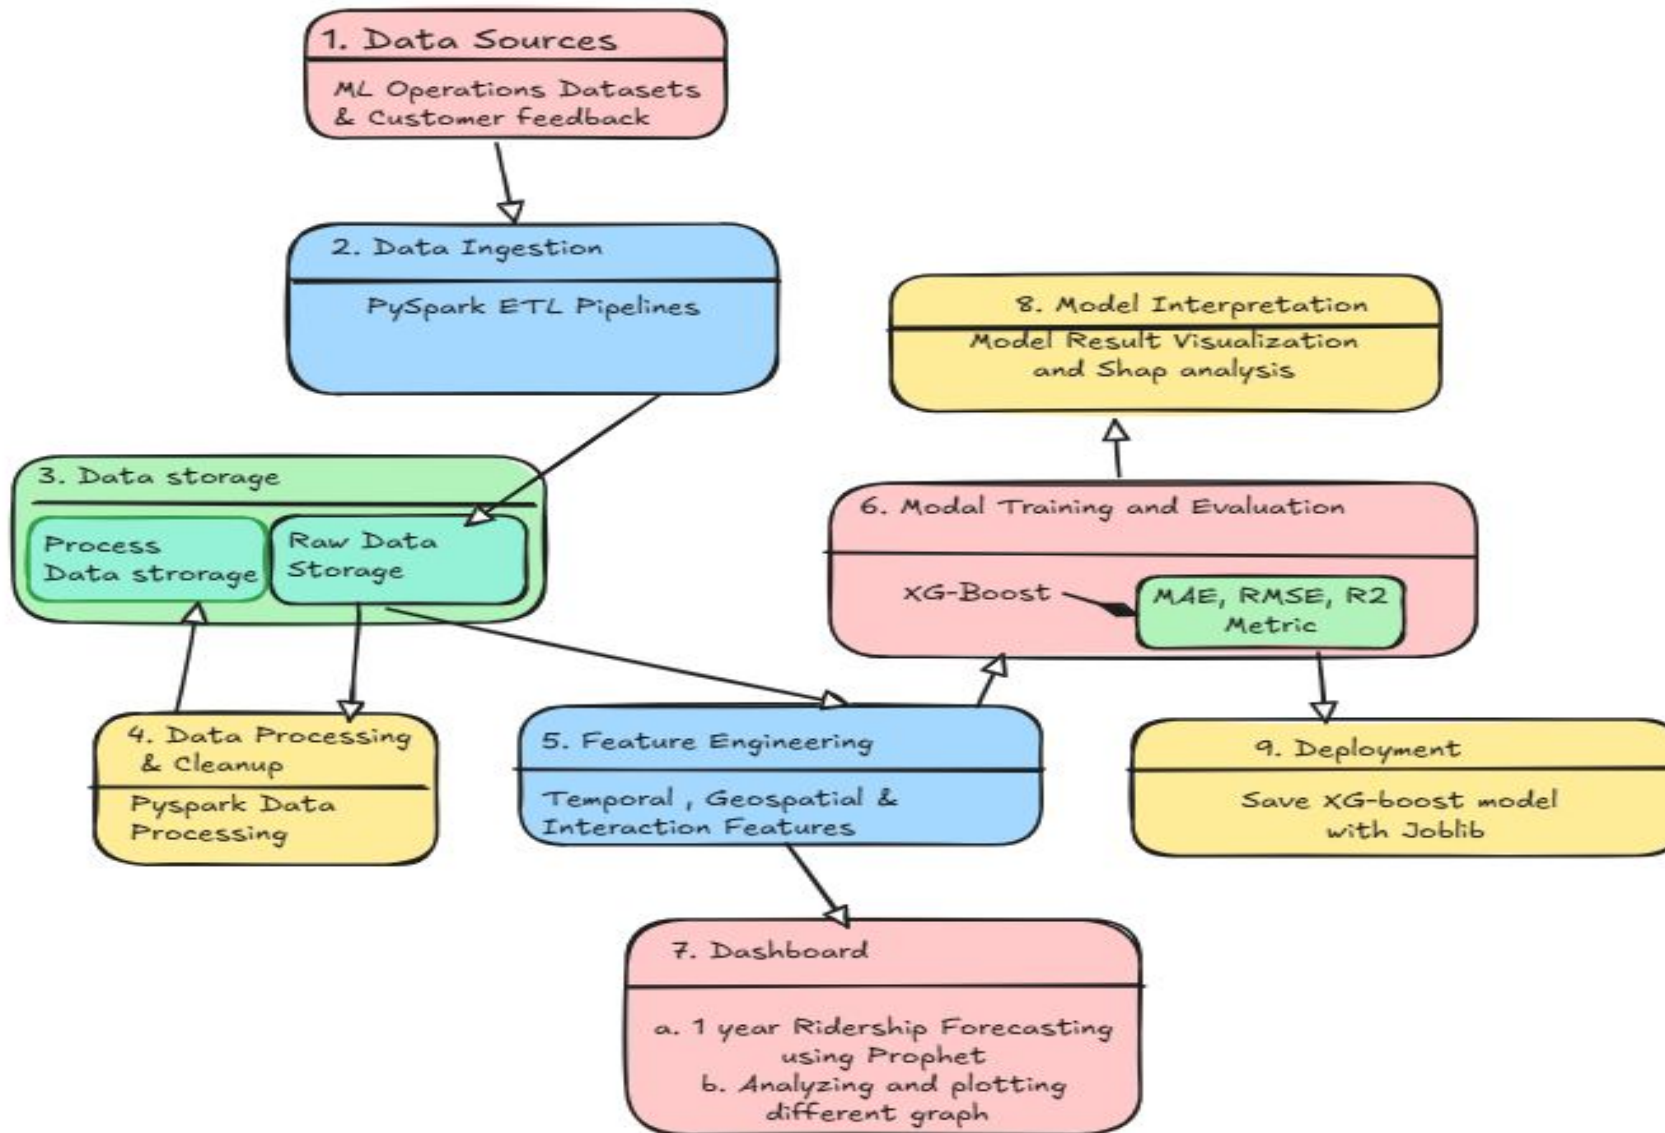 1. Data Sources
ML Operations Datasets
& Customer feedback
2. Data Ingestion
PySpark ETL Pipelines
3. Data storage
Process
Data strorage
Raw Data
Storage
4. Data Processing
& Cleanup
Pyspark Data
Processing
5. Feature Engineering
Temporal , Geospatial &
Interaction Features
6. Modal Training and Evaluation
XG-Boost
MAE, RMSE, R2
Metric
7. Dashboard
a. 1 year Ridership Forecasting
using Prophet
b. Analyzing and plotting
different graph
8. Model Interpretation
Model Result Visualization
and Shap analysis
9. Deployment
Save XG-boost model
with Joblib